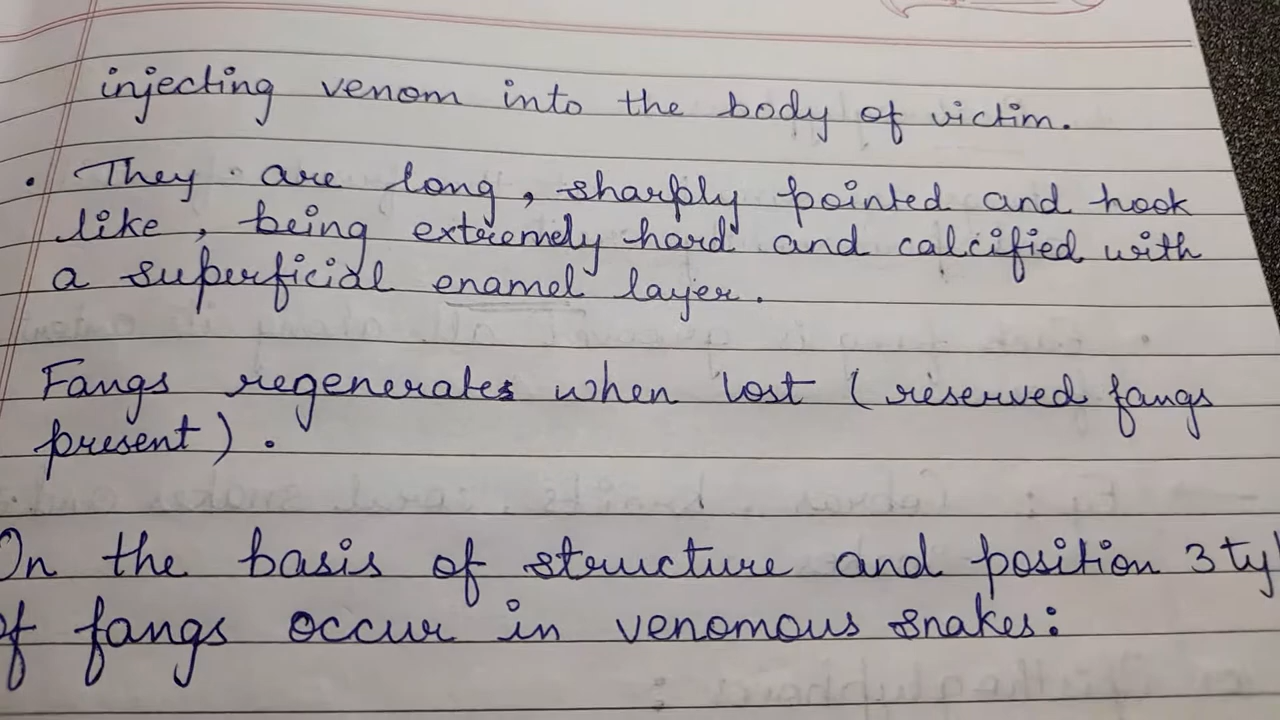 injecting venom into the body of victim.
• They are long, sharply pointed and hook
like, being extremely hard and calcified with
a superficial enamel layer.
Fangs regenerates when lost (reserved fangs
present).
On the basis of structure and position 3 ty
of fangs occur in venomous snakes: